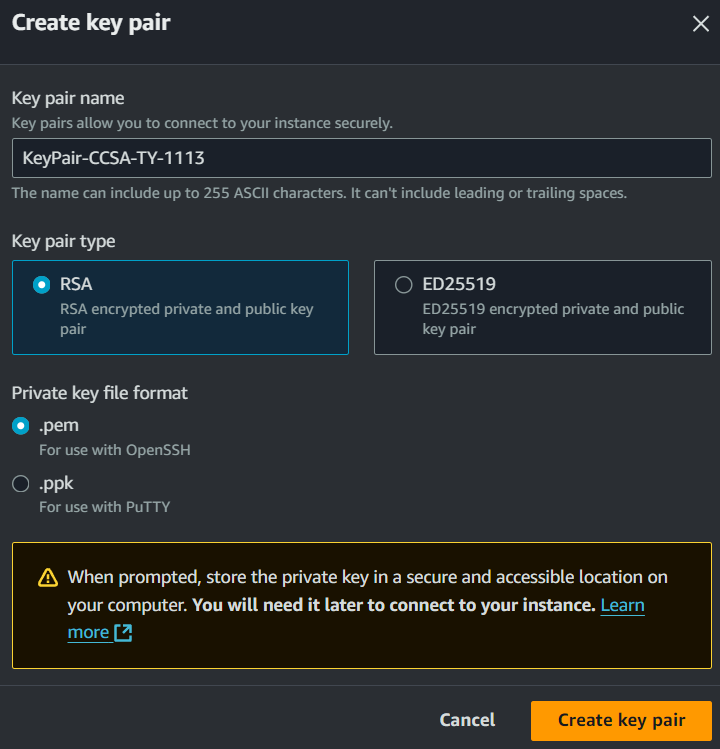 Create key pair
Key pair name
Key pairs allow you to connect to your instance securely.
KeyPair-CCSA-TY-1113
The name can include up to 255 ASCII characters. It can't include leading or trailing spaces.
Key pair type
RSA
RSA encrypted private and public key
pair
ED25519
ED25519 encrypted private and public
key pair
Private key file format
.pem
For use with OpenSSH
.ppk
For use with PuTTY
When prompted, store the private key in a secure and accessible location on
your computer. You will need it later to connect to your instance. Learn
more
Cancel
Create key pair